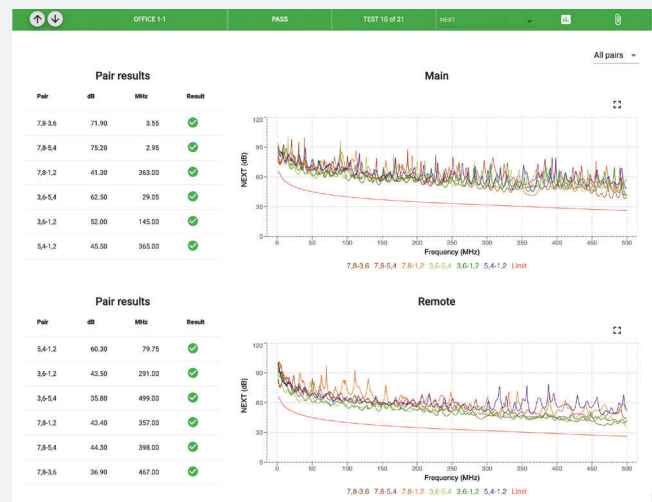 OFFICE 1-1 PASS TEST 10 of 21 NEXT
All pairs
Pair results
Pair dB MHz Result
7,8-3,6 71.90 3.55
7,8-5,4 75.20 2.95
7,8-1,2 41.30 363.00
3,6-5,4 62.50 29.05
3,6-1,2 52.00 145.00
5,4-1,2 45.50 365.00
Main
NEXT (dB)
120
90
60
30
0
0 50 100 150 200 250 300 350 400 450 500
Frequency (MHz)
7,8-3,6 7,8-5,4 7,8-1,2 3,6-5,4 3,6-1,2 5,4-1,2 Limit
Pair results
Pair dB MHz Result
5,4-1,2 60.30 79.75
3,6-1,2 43.50 291.00
3,6-5,4 35.80 499.00
7,8-1,2 43.40 357.00
7,8-5,4 44.30 398.00
7,8-3,6 36.90 467.00
Remote
NEXT (dB)
120
90
60
30
0
0 50 100 150 200 250 300 350 400 450 500
Frequency (MHz)
7,8-3,6 7,8-5,4 7,8-1,2 3,6-5,4 3,6-1,2 5,4-1,2 Limit